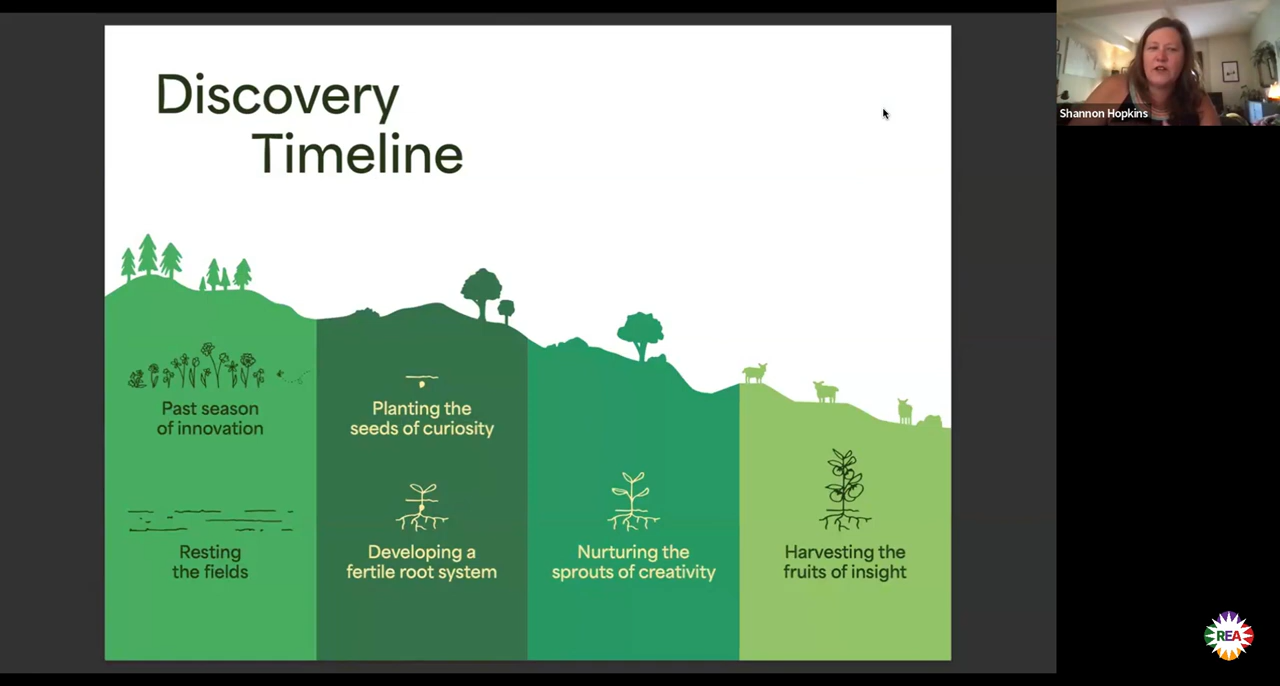 Discovery
Timeline
Past season
of innovation
Resting
the fields
Planting the
seeds of curiosity
Developing a
fertile root system
Nurturing the
sprouts of creativity
Harvesting the
fruits of insight
Shannon Hopkins
REA